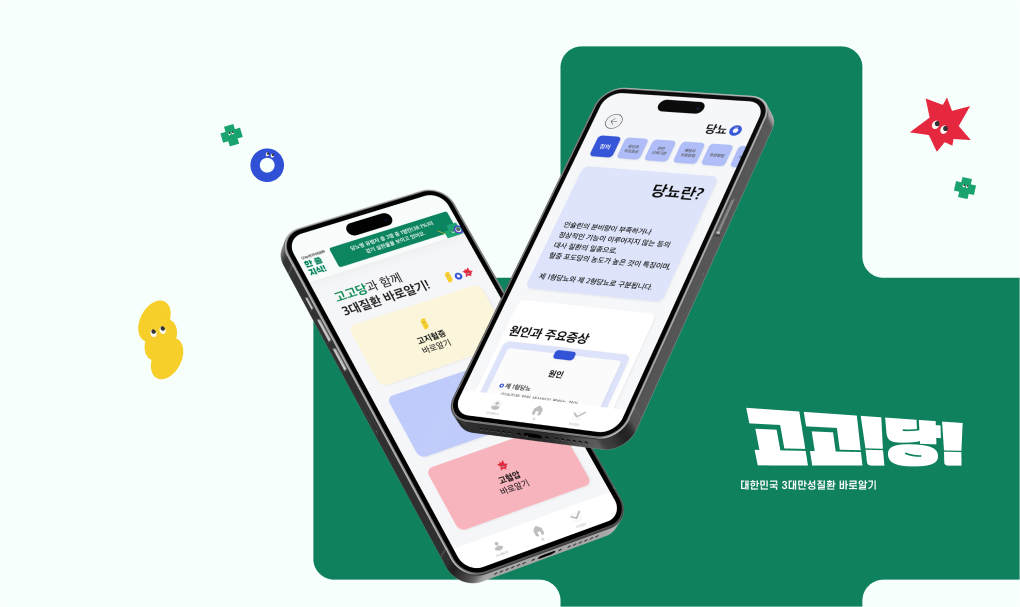 한 줄
지식!
당뇨병 유병자 중 3명 중 1명만(38.1%)이
걷기 실천율을 보이고 있어요.
고고당과 함께
3대질환 바로알기!
고지혈증
바로알기
고혈압
바로알기
당뇨
정의
당뇨란?
인슐린의 분비량이 부족하거나
정상적인 기능이 이루어지지 않는 등의
대사 질환의 일종으로,
혈중 포도당의 농도가 높은 것이 특징이며,
제 1형당뇨와 제 2형당뇨로 구분됩니다.
원인과 주요증상
원인
제 1형당뇨
고고!당!
대한민국 3대만성질환 바로알기